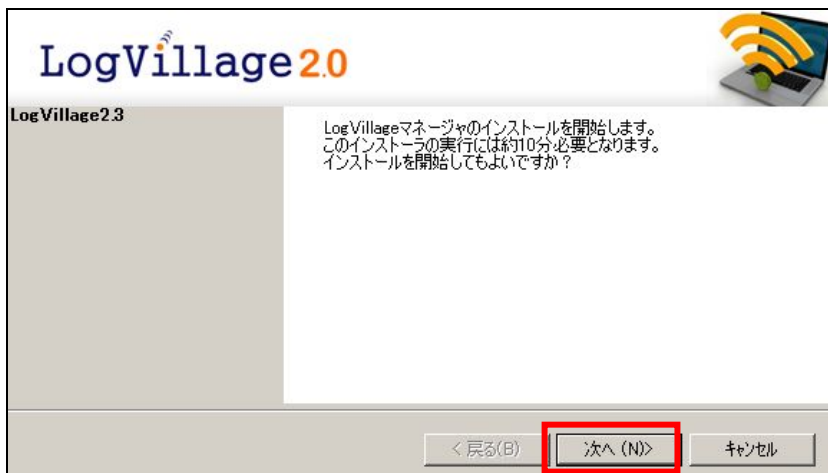 LogVillage 2.0
LogVillage2.3
LogVillageマネージャのインストールを開始します。
このインストーラの実行には約10分必要となります。
インストールを開始してもよいですか？
< 戻る(B)
次へ (N)>
キャンセル